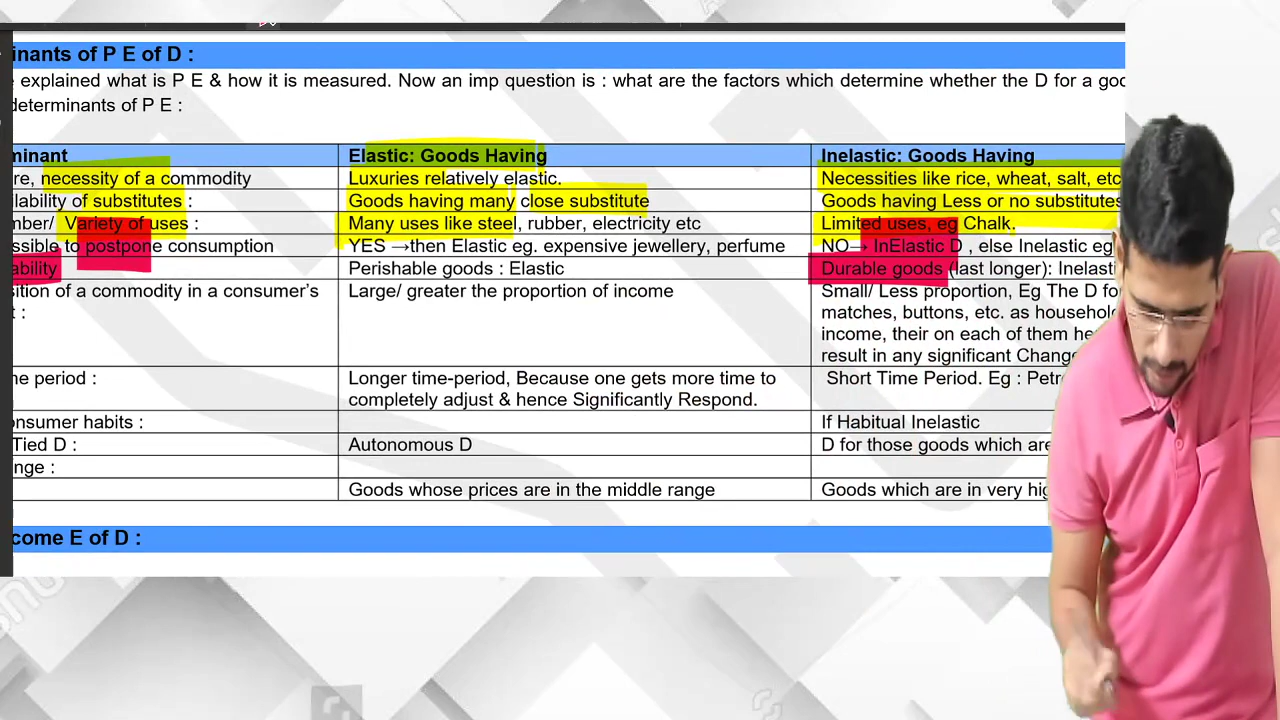 inants of P E of D :
explained what is P E & how it is measured. Now an imp question is : what are the factors which determine whether the D for a goo
determinants of P E :
minant Elastic: Goods Having Inelastic: Goods Having
re, necessity of a commodity Luxuries relatively elastic. Necessities like rice, wheat, salt, etc
ilability of substitutes : Goods having many close substitute Goods having Less or no substitutes
mber/ Variety of uses : Many uses like steel, rubber, electricity etc Limited uses, eg Chalk.
ssible to postpone consumption YES →then Elastic eg. expensive jewellery, perfume NO→ InElastic D , else Inelastic eg
ability Perishable goods : Elastic Durable goods (last longer): Inelasti
sition of a commodity in a consumer's Large/ greater the proportion of income Small/ Less proportion, Eg The D fo
t : matches, buttons, etc. as househol
income, their on each of them he
result in any significant Change
ne period : Longer time-period, Because one gets more time to Short Time Period. Eg : Petr
completely adjust & hence Significantly Respond.
onsumer habits : If Habitual Inelastic
Tied D : Autonomous D D for those goods which are
nge :
Goods whose prices are in the middle range Goods which are in very hig
come E of D :